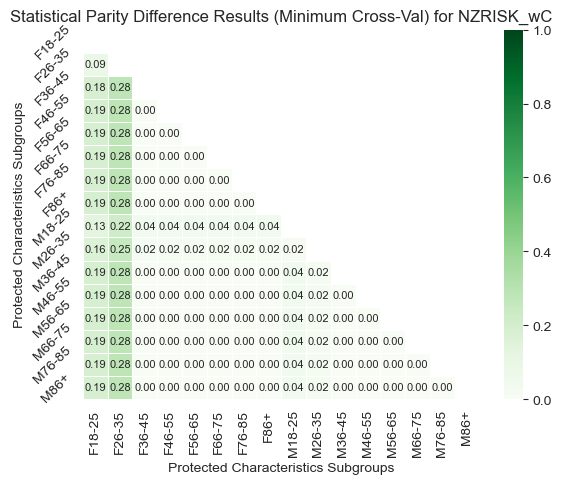 Statistical Parity Difference Results (Minimum Cross-Val) for NZRISK_wC
Protected Characteristics Subgroups
F18-25
F26-35
0.09
F36-45
0.18 0.28
F46-55
0.19 0.28 0.00
F56-65
0.19 0.28 0.00 0.00
F66-75
0.19 0.28 0.00 0.00 0.00
F76-85
0.19 0.28 0.00 0.00 0.00 0.00
F86+
0.19 0.28 0.00 0.00 0.00 0.00 0.00
M18-25
0.13 0.22 0.04 0.04 0.04 0.04 0.04 0.04
M26-35
0.16 0.25 0.02 0.02 0.02 0.02 0.02 0.02 0.02
M36-45
0.19 0.28 0.00 0.00 0.00 0.00 0.00 0.00 0.04 0.02
M46-55
0.19 0.28 0.00 0.00 0.00 0.00 0.00 0.00 0.04 0.02 0.00
M56-65
0.19 0.28 0.00 0.00 0.00 0.00 0.00 0.00 0.04 0.02 0.00 0.00
M66-75
0.19 0.28 0.00 0.00 0.00 0.00 0.00 0.00 0.04 0.02 0.00 0.00 0.00
M76-85
0.19 0.28 0.00 0.00 0.00 0.00 0.00 0.00 0.04 0.02 0.00 0.00 0.00 0.00
M86+
0.19 0.28 0.00 0.00 0.00 0.00 0.00 0.00 0.04 0.02 0.00 0.00 0.00 0.00 0.00
F18-25
F26-35
F36-45
F46-55
F56-65
F66-75
F76-85
F86+
M18-25
M26-35
M36-45
M46-55
M56-65
M66-75
M76-85
M86+
Protected Characteristics Subgroups
1.0
0.8
0.6
0.4
0.2
0.0